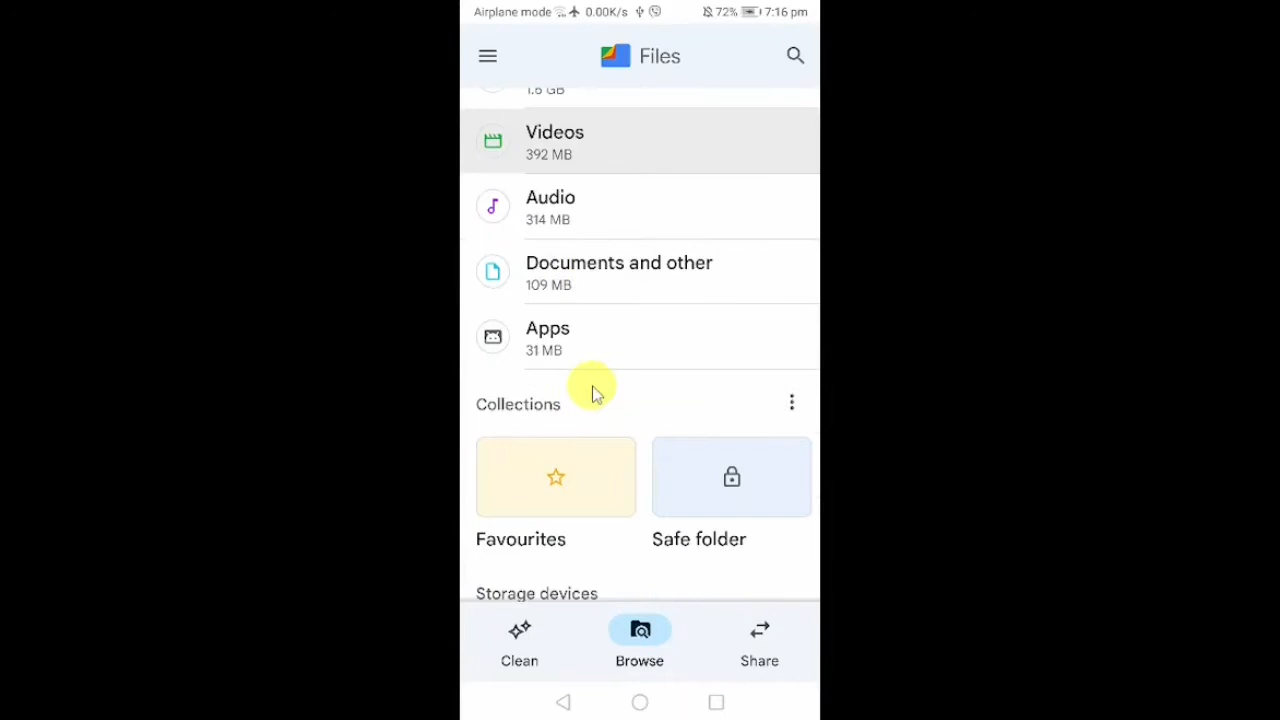 Airplane mode 0.00K/s 72% 7:16 pm
Files
1.6 GB
Videos
392 MB
Audio
314 MB
Documents and other
109 MB
Apps
31 MB
Collections
Favourites Safe folder
Storage devices
Clean Browse Share